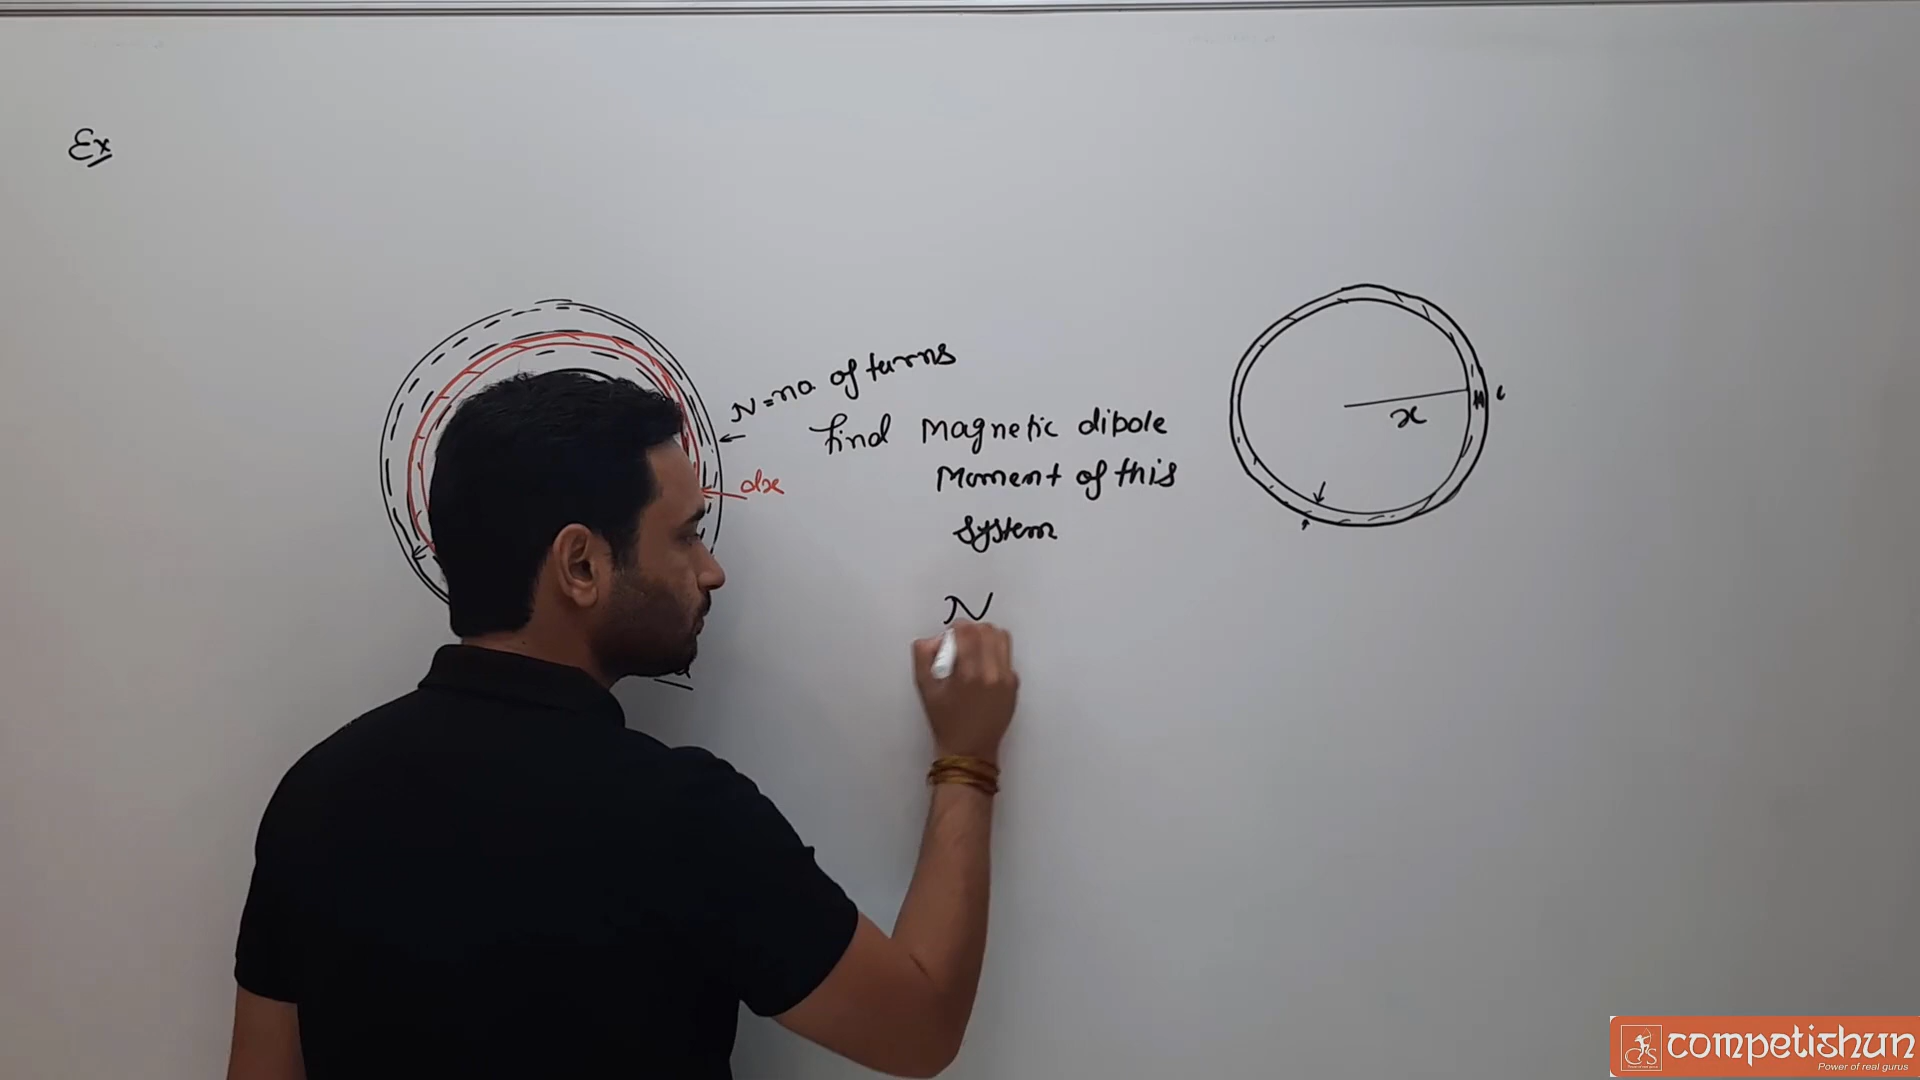 Ex
N = no. of turns
find magnetic dipole
moment of this
system
dx
x
N
competishun
Power of real gurus